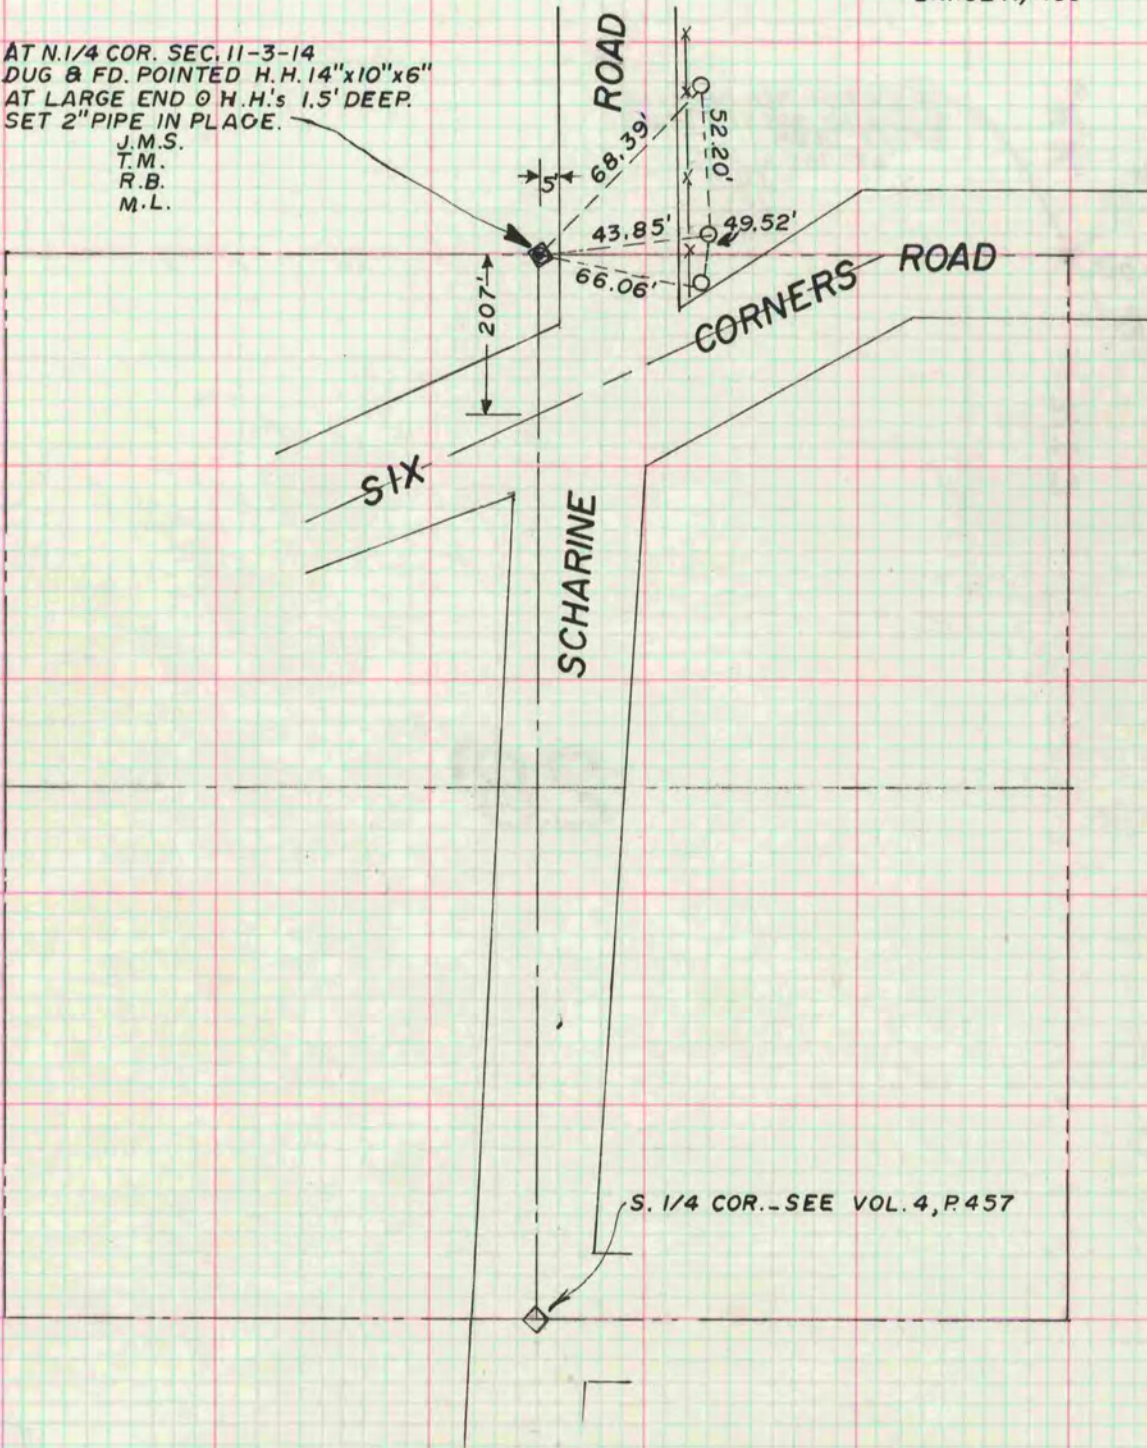 AT N.1/4 COR. SEC. 11-3-14
DUG & FD. POINTED H.H. 14"x10"x6"
AT LARGE END O H.H.'s 1.5' DEEP.
SET 2" PIPE IN PLACE.
J.M.S.
T.M.
R.B.
M.L.
ROAD
68.39'
52.20'
5'
43.85'
49.52'
66.06'
207'
SIX CORNERS ROAD
SCHARINE
S. 1/4 COR.-SEE VOL. 4, P. 457